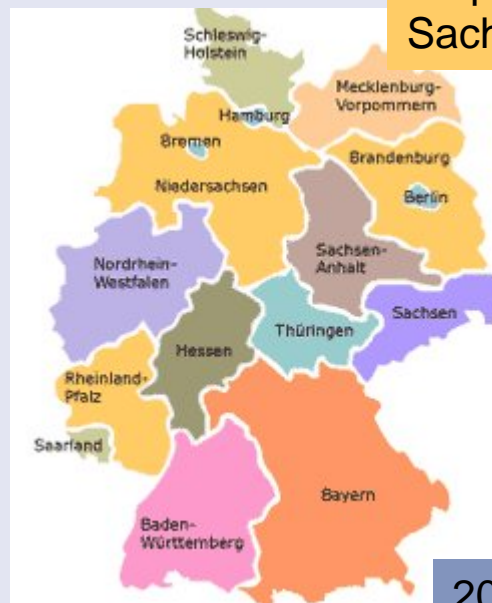 Sach
Schleswig-
Holstein
Mecklenburg-
Vorpommern
Hamburg
Bremen
Brandenburg
Niedersachsen
Berlin
Sachsen-
Anhalt
Nordrhein-
Westfalen
Sachsen
Thüringen
Hessen
Rheinland-
Pfalz
Saarland
Bayern
Baden-
Württemberg
20